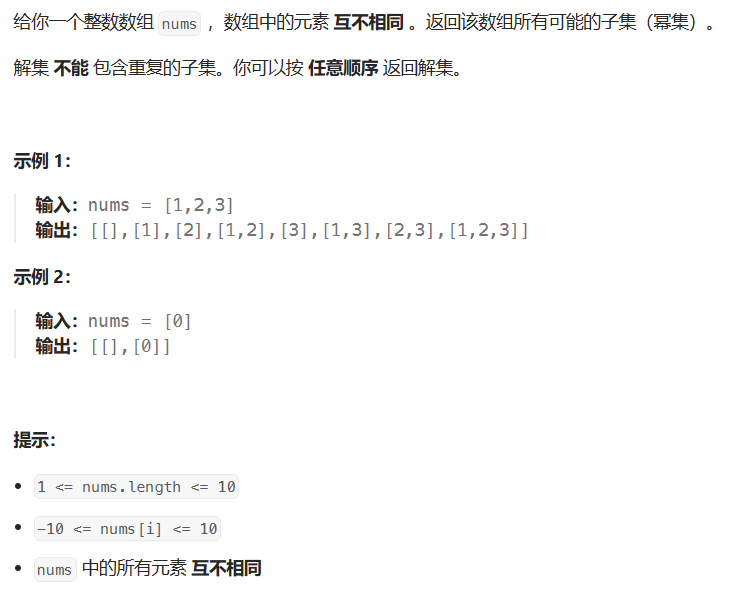 给你一个整数数组 nums ，数组中的元素 互不相同 。返回该数组所有可能的子集（幂集）。
解集 不能 包含重复的子集。你可以按 任意顺序 返回解集。
示例 1：
输入：nums = [1,2,3]
输出：[[],[1],[2],[1,2],[3],[1,3],[2,3],[1,2,3]]
示例 2：
输入：nums = [0]
输出：[[],[0]]
提示：
• 1 <= nums.length <= 10
• -10 <= nums[i] <= 10
• nums 中的所有元素 互不相同